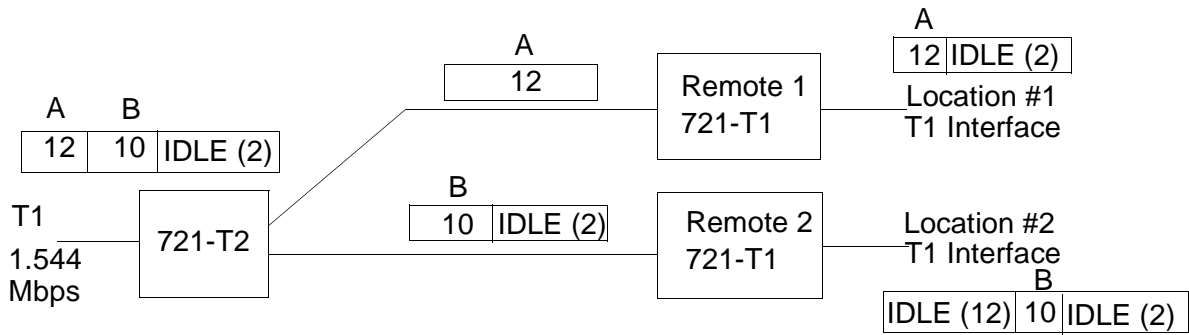 A B
12 10 IDLE (2)
T1
1.544
Mbps
721-T2
A
12
B
10 IDLE (2)
Remote 1
721-T1
Remote 2
721-T1
A
12 IDLE (2)
Location #1
T1 Interface
Location #2
T1 Interface
B
IDLE (12) 10 IDLE (2)